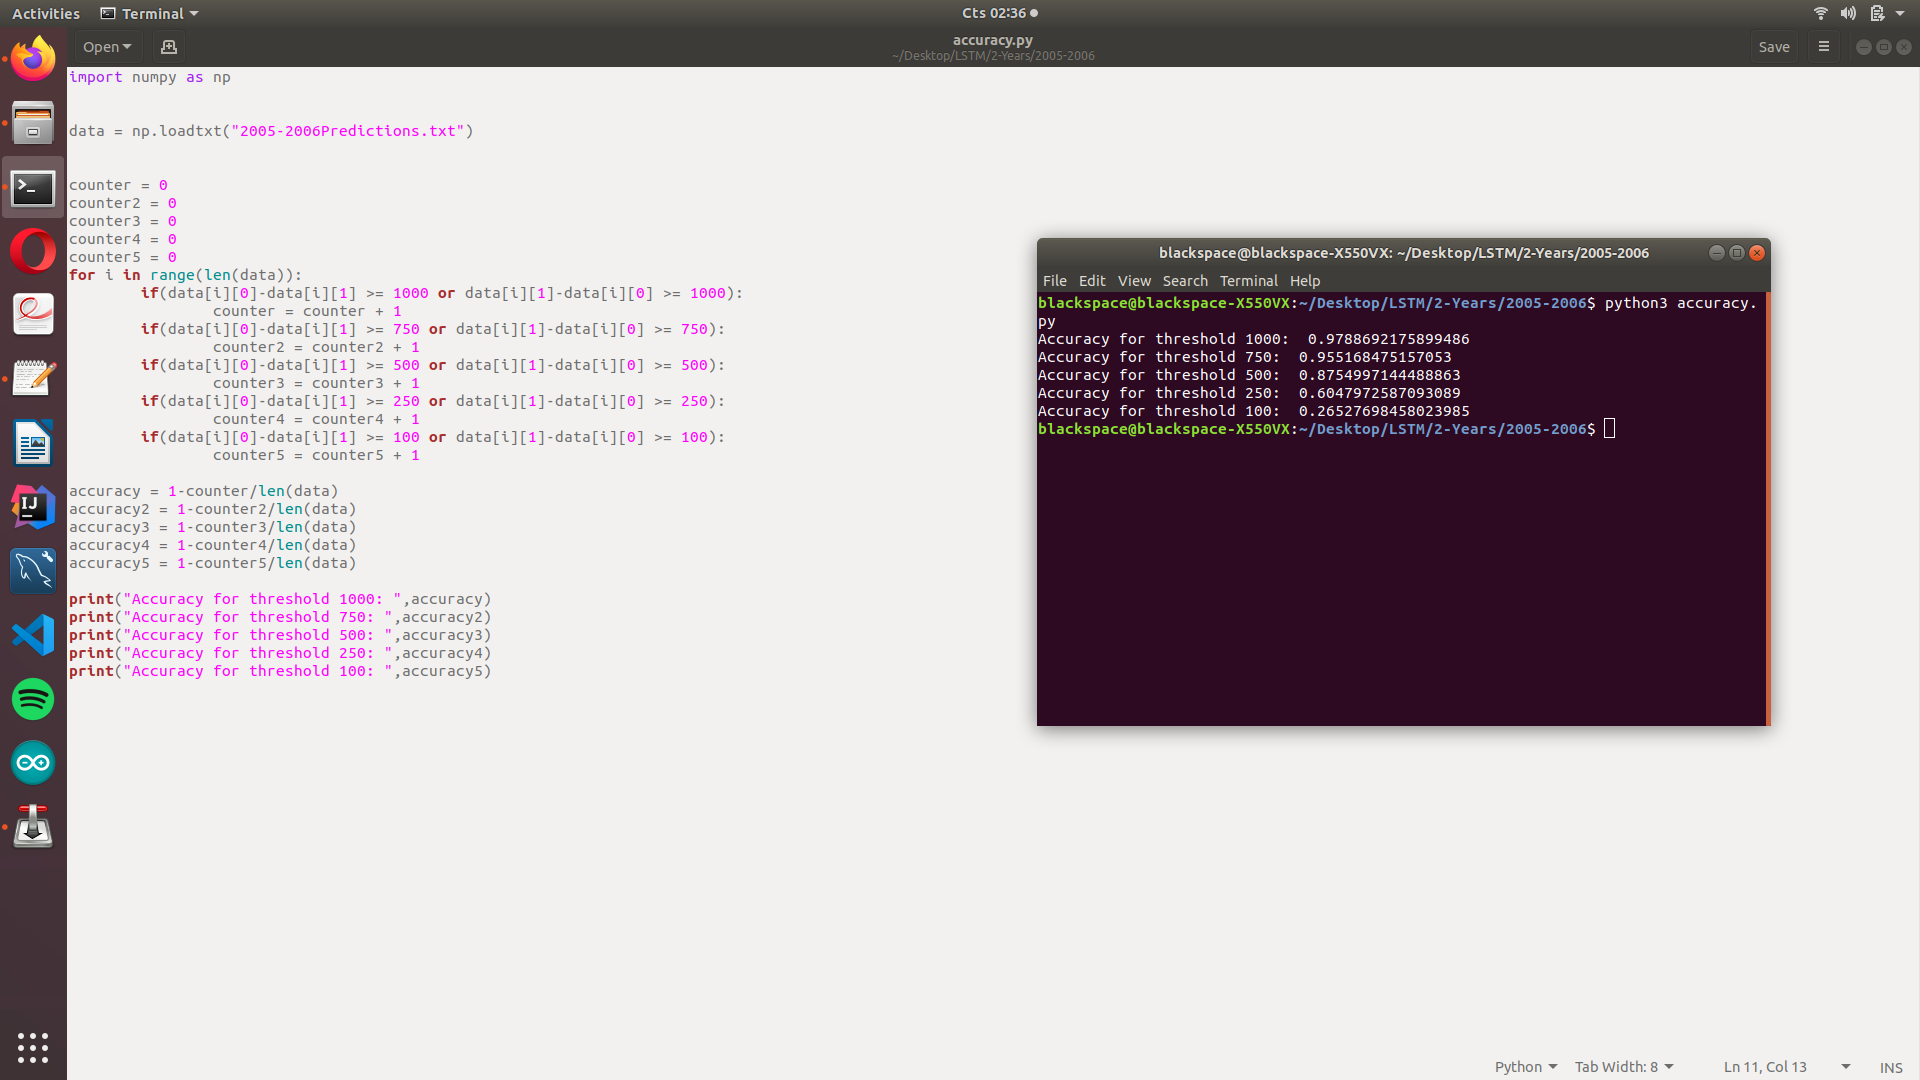 Activities
Terminal
Cts 02:36
Open
accuracy.py
~/Desktop/LSTM/2-Years/2005-2006
Save
import numpy as np
data = np.loadtxt("2005-2006Predictions.txt")
counter = 0
counter2 = 0
counter3 = 0
counter4 = 0
counter5 = 0
for i in range(len(data)):
        if(data[i][0]-data[i][1] >= 1000 or data[i][1]-data[i][0] >= 1000):
                counter = counter + 1
        if(data[i][0]-data[i][1] >= 750 or data[i][1]-data[i][0] >= 750):
                counter2 = counter2 + 1
        if(data[i][0]-data[i][1] >= 500 or data[i][1]-data[i][0] >= 500):
                counter3 = counter3 + 1
        if(data[i][0]-data[i][1] >= 250 or data[i][1]-data[i][0] >= 250):
                counter4 = counter4 + 1
        if(data[i][0]-data[i][1] >= 100 or data[i][1]-data[i][0] >= 100):
                counter5 = counter5 + 1
accuracy = 1-counter/len(data)
accuracy2 = 1-counter2/len(data)
accuracy3 = 1-counter3/len(data)
accuracy4 = 1-counter4/len(data)
accuracy5 = 1-counter5/len(data)
print("Accuracy for threshold 1000: ",accuracy)
print("Accuracy for threshold 750: ",accuracy2)
print("Accuracy for threshold 500: ",accuracy3)
print("Accuracy for threshold 250: ",accuracy4)
print("Accuracy for threshold 100: ",accuracy5)
blackspace@blackspace-X550VX: ~/Desktop/LSTM/2-Years/2005-2006
File Edit View Search Terminal Help
blackspace@blackspace-X550VX:~/Desktop/LSTM/2-Years/2005-2006$ python3 accuracy.
py
Accuracy for threshold 1000:  0.9788692175899486
Accuracy for threshold 750:  0.955168475157053
Accuracy for threshold 500:  0.8754997144488863
Accuracy for threshold 250:  0.6047972587093089
Accuracy for threshold 100:  0.26527698458023985
blackspace@blackspace-X550VX:~/Desktop/LSTM/2-Years/2005-2006$
IJ
Python
Tab Width: 8
Ln 11, Col 13
INS